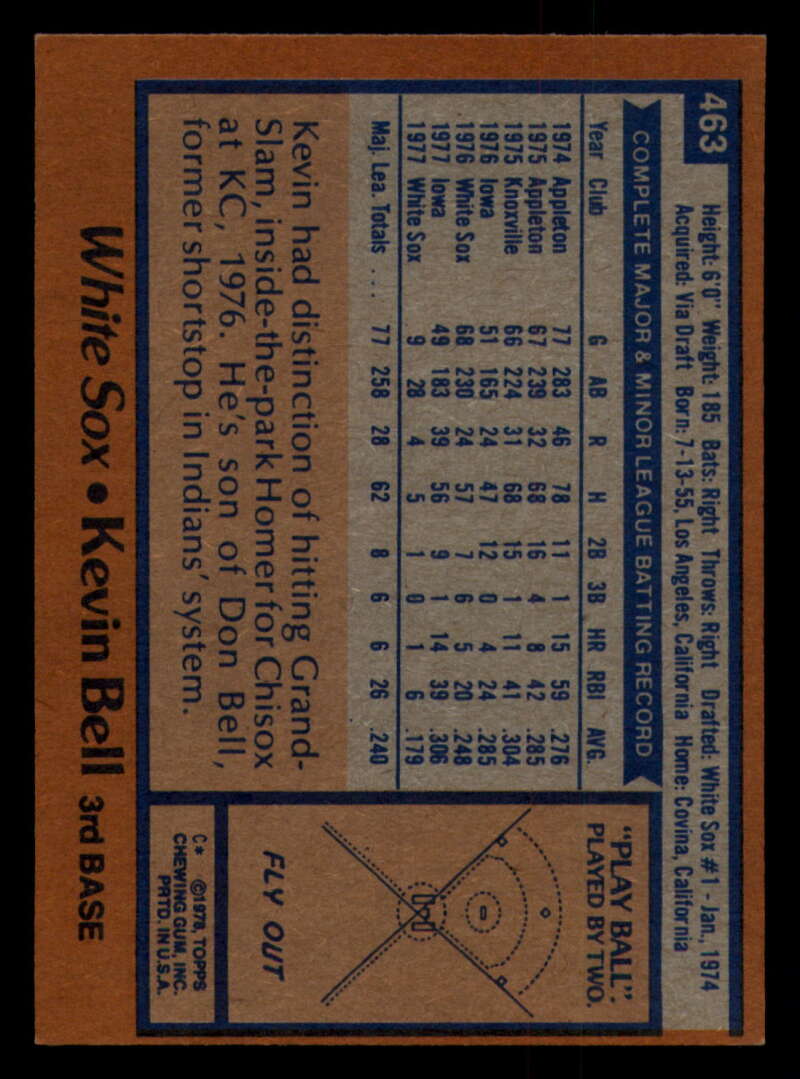 463
Height: 6'0" Weight: 185 Bats: Right Throws: Right Drafted: White Sox #1 - Jan., 1974
Acquired: Via Draft Born: 7-13-55, Los Angeles, California Home: Covina, California
COMPLETE MAJOR & MINOR LEAGUE BATTING RECORD
Year Club G AB R H 2B 3B HR RBI AVG.
1974 Appleton 77 283 46 78 11 1 15 59 .276
1975 Appleton 67 239 32 68 16 4 8 42 .285
1975 Knoxville 66 224 31 68 15 1 11 41 .304
1976 Iowa 51 165 24 47 12 0 4 24 .285
1976 White Sox 68 230 24 57 7 6 5 20 .248
1977 Iowa 49 183 39 56 9 1 14 39 .306
1977 White Sox 9 28 4 5 1 0 1 6 .179
Maj. Lea. Totals ... 77 258 28 62 8 6 6 26 .240
Kevin had distinction of hitting Grand-
Slam, inside-the-park Homer for Chisox
at KC, 1976. He's son of Don Bell,
former shortstop in Indians' system.
"PLAY BALL".
PLAYED BY TWO.
FLY OUT
C* ©1978, TOPPS
CHEWING GUM, INC.
PRTD. IN U.S.A.
White Sox • Kevin Bell 3rd BASE